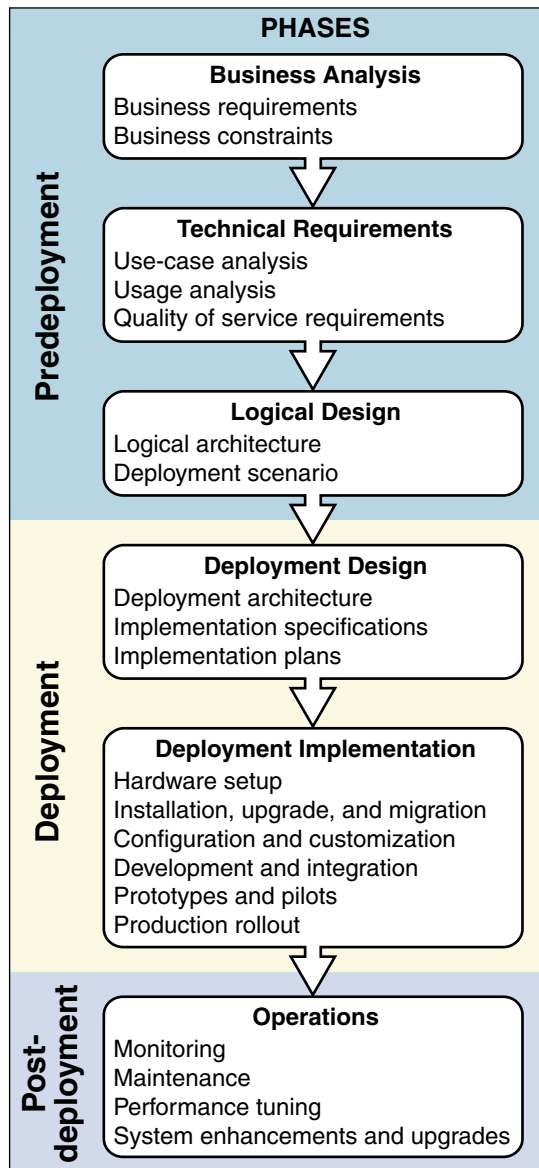 PHASES
Predeployment
Business Analysis
Business requirements
Business constraints
Technical Requirements
Use-case analysis
Usage analysis
Quality of service requirements
Logical Design
Logical architecture
Deployment scenario
Deployment
Deployment Design
Deployment architecture
Implementation specifications
Implementation plans
Deployment Implementation
Hardware setup
Installation, upgrade, and migration
Configuration and customization
Development and integration
Prototypes and pilots
Production rollout
Post-
deployment
Operations
Monitoring
Maintenance
Performance tuning
System enhancements and upgrades